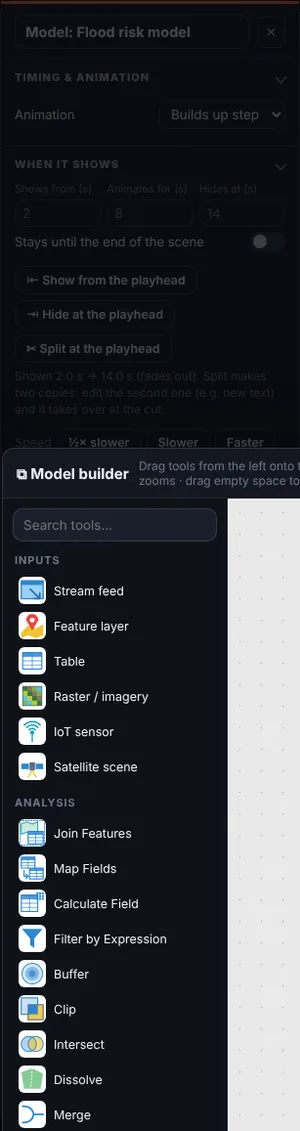 Model: Flood risk model
×
TIMING & ANIMATION
Animation
Builds up step
WHEN IT SHOWS
Shows from (s)
Animates for (s)
Hides at (s)
2
8
14
Stays until the end of the scene
⇤ Show from the playhead
⇥ Hide at the playhead
✂ Split at the playhead
Shown 2.0 s → 14.0 s (fades out). Split makes
two copies: edit the second one (e.g. new text)
and it takes over at the cut.
Speed
½× slower
Slower
Faster
⧉ Model builder
Drag tools from the left onto
zooms · drag empty space to
Search tools...
INPUTS
Stream feed
Feature layer
Table
Raster / imagery
IoT sensor
Satellite scene
ANALYSIS
Join Features
Map Fields
Calculate Field
Filter by Expression
Buffer
Clip
Intersect
Dissolve
Merge